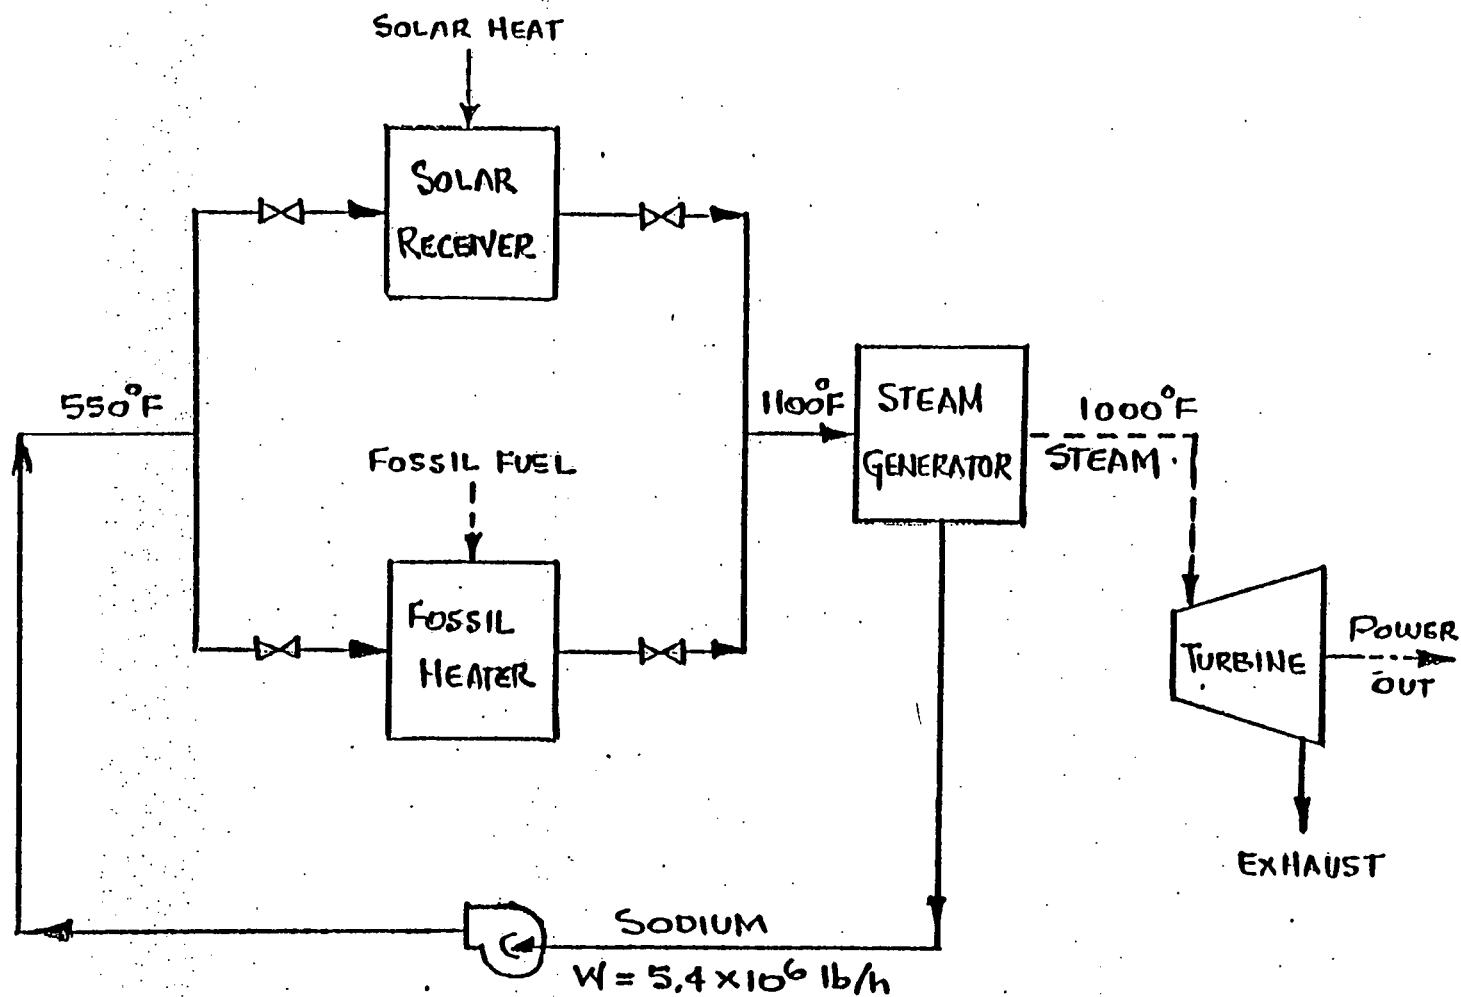 SOLAR HEAT
SOLAR
RECEIVER
550°F
1100°F
STEAM
GENERATOR
1000°F
STEAM
FOSSIL FUEL
FOSSIL
HEATER
TURBINE
POWER
OUT
EXHAUST
SODIUM
W = 5.4 × 10⁶ lb/h